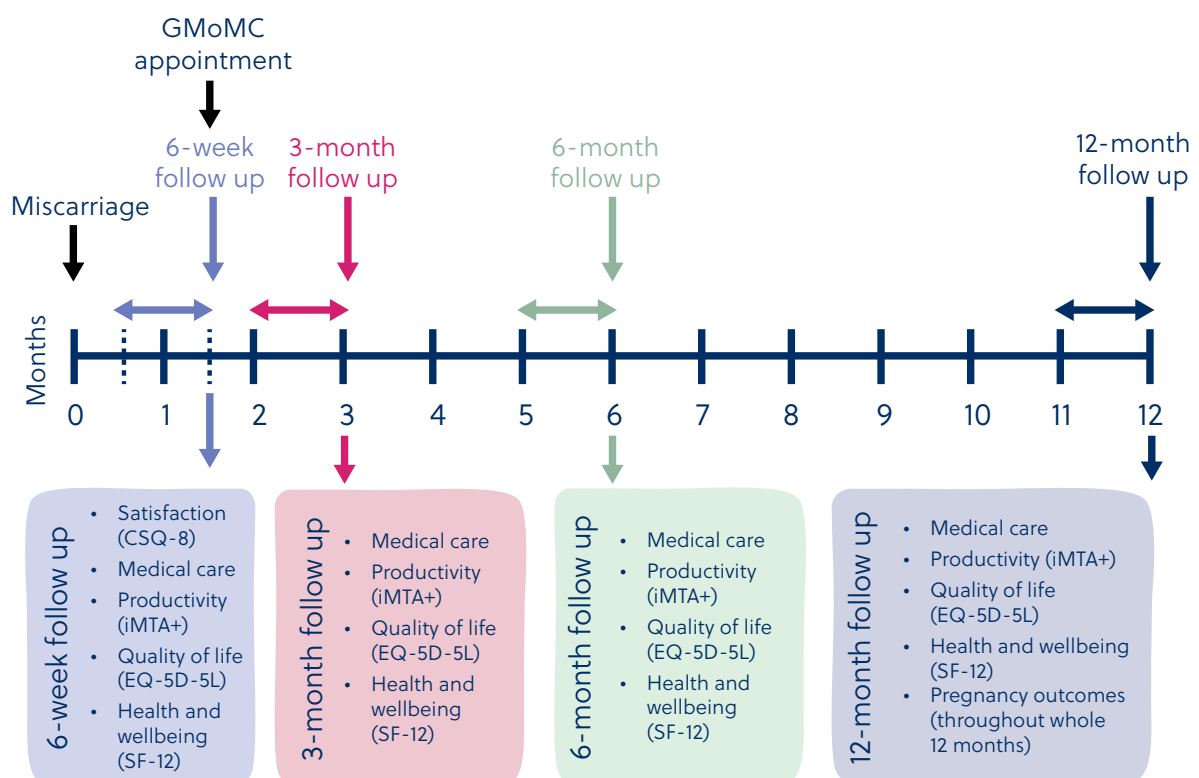 GMoMC
appointment
6-week
follow up
3-month
follow up
6-month
follow up
12-month
follow up
Miscarriage
Months
0 1 2 3 4 5 6 7 8 9 10 11 12
6-week follow up
• Satisfaction
(CSQ-8)
• Medical care
• Productivity
(iMTA+)
• Quality of life
(EQ-5D-5L)
• Health and
wellbeing
(SF-12)
3-month follow up
• Medical care
• Productivity
(iMTA+)
• Quality of life
(EQ-5D-5L)
• Health and
wellbeing
(SF-12)
6-month follow up
• Medical care
• Productivity
(iMTA+)
• Quality of life
(EQ-5D-5L)
• Health and
wellbeing
(SF-12)
12-month follow up
• Medical care
• Productivity (iMTA+)
• Quality of life
(EQ-5D-5L)
• Health and wellbeing
(SF-12)
• Pregnancy outcomes
(throughout whole
12 months)